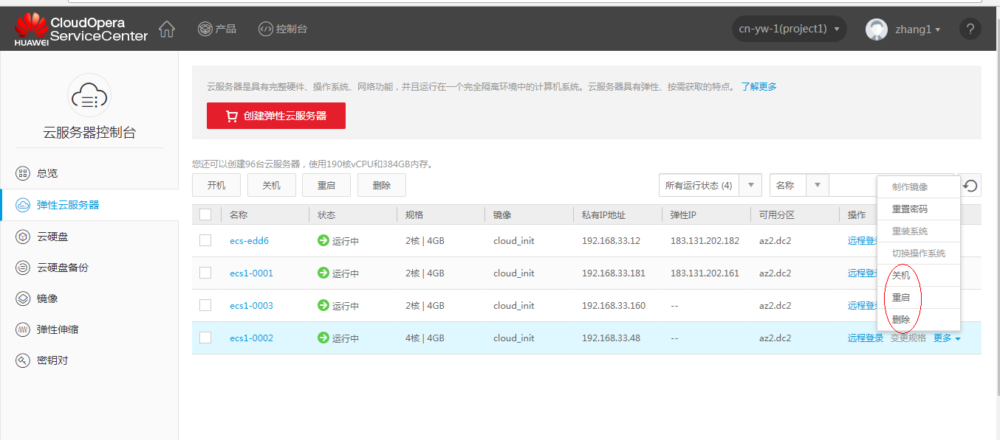 HUAWEI
CloudOpera
ServiceCenter
产品
控制台
cn-yw-1(project1)
zhang1
?
云服务器控制台
总览
弹性云服务器
云硬盘
云硬盘备份
镜像
弹性伸缩
密钥对
云服务器是具有完整硬件、操作系统、网络功能，并且运行在一个完全隔离环境中的计算机系统。云服务器具有弹性、按需获取的特点。 了解更多
创建弹性云服务器
您还可以创建96台云服务器，使用190核vCPU和384GB内存。
开机 关机 重启 删除 所有运行状态 (4) 名称
名称 状态 规格 镜像 私有IP地址 弹性IP 可用分区 操作
ecs-edd6 运行中 2核 | 4GB cloud_init 192.168.33.12 183.131.202.182 az2.dc2 远程登
ecs1-0001 运行中 2核 | 4GB cloud_init 192.168.33.181 183.131.202.161 az2.dc2 远程登
ecs1-0003 运行中 2核 | 4GB cloud_init 192.168.33.160 -- az2.dc2 远程登
ecs1-0002 运行中 4核 | 4GB cloud_init 192.168.33.48 -- az2.dc2 远程登录 变更规格 更多
制作镜像
重置密码
重装系统
切换操作系统
关机
重启
删除